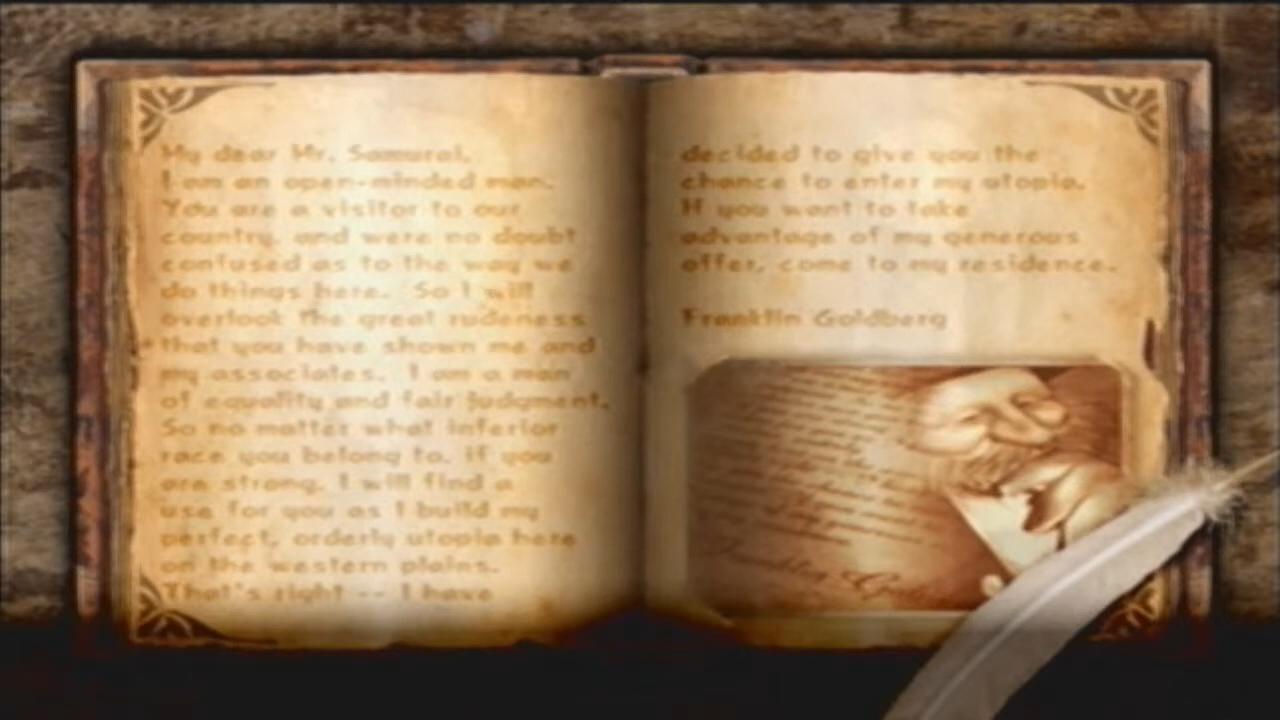 My dear Mr. Samurai,
I am an open-minded man.
You are a visitor to our
country, and were no doubt
confused as to the way we
do things here. So I will
overlook the great rudeness
that you have shown me and
my associates. I am a man
of equality and fair judgment.
So no matter what inferior
race you belong to, if you
are strong, I will find a
use for you as I build my
perfect, orderly utopia here
on the western plains.
That's right -- I have
decided to give you the
chance to enter my utopia.
If you want to take
advantage of my generous
offer, come to my residence.
Franklin Goldberg